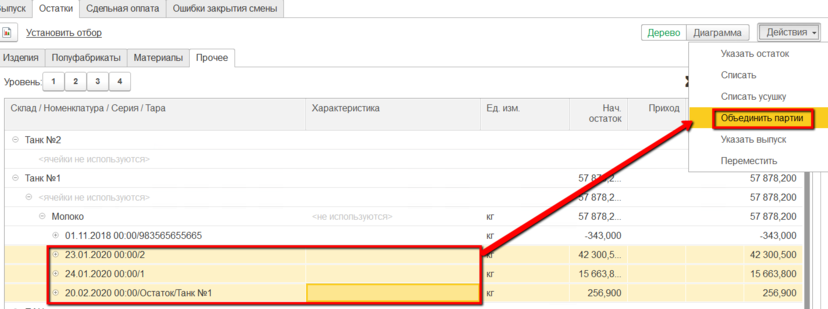 Выпуск Остатки Сдельная оплата Ошибки закрытия смены
Установить отбор Дерево Диаграмма Действия
Изделия Полуфабрикаты Материалы Прочее
Указать остаток
Уровень: 1 2 3 4
Списать
Списать усушку
Склад / Номенклатура / Серия / Тара Характеристика Ед. изм. Нач. остаток Приход
Объединить партии
Танк №2
Указать выпуск
<ячейки не используются>
Переместить
Танк №1 57 878,2... 57 878,200
<ячейки не используются> 57 878,2... 57 878,200
Молоко <не используются> кг 57 878,2... 57 878,200
01.11.2018 00:00/983565655665 кг -343,000 -343,000
23.01.2020 00:00/2 кг 42 300,5... 42 300,500
24.01.2020 00:00/1 кг 15 663,8... 15 663,800
20.02.2020 00:00/Остаток/Танк №1 кг 256,900 256,900